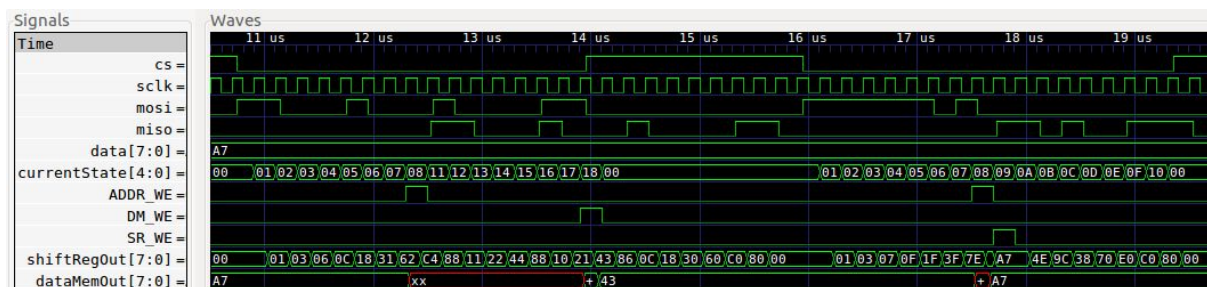 Signals Waves
Time 11 us 12 us 13 us 14 us 15 us 16 us 17 us 18 us 19 us
cs =
sclk =
mosi =
miso =
data[7:0] = A7
currentState[4:0] = 00 01 02 03 04 05 06 07 08 11 12 13 14 15 16 17 18 00 01 02 03 04 05 06 07 08 09 0A 0B 0C 0D 0E 0F 10 00
ADDR_WE =
DM_WE =
SR_WE =
shiftRegOut[7:0] = 00 01 03 06 0C 18 31 62 C4 88 11 22 44 88 10 21 43 86 0C 18 30 60 C0 80 00 01 03 07 0F 1F 3F 7E A7 4E 9C 38 70 E0 C0 80 00
dataMemOut[7:0] = A7 xx + 43 + A7